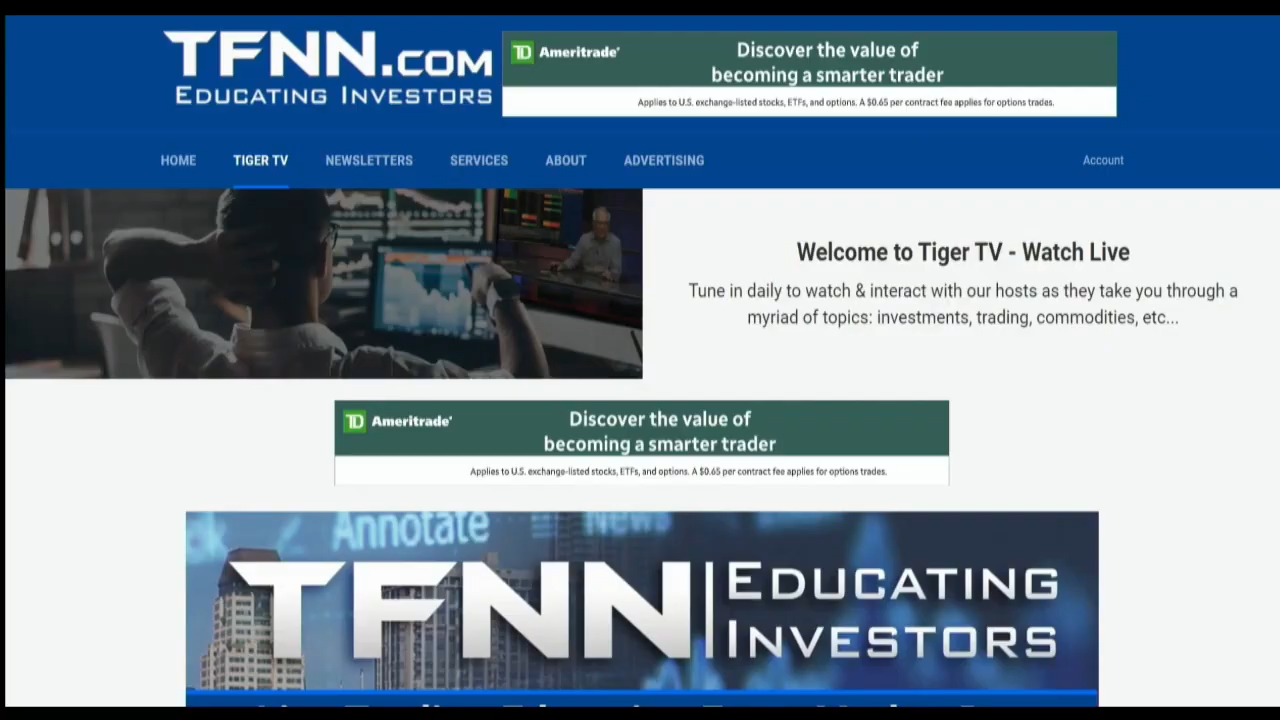 TFNN.COM
EDUCATING INVESTORS
TD Ameritrade
Discover the value of
becoming a smarter trader
Applies to U.S. exchange-listed stocks, ETFs, and options. A $0.65 per contract fee applies for options trades.
HOME TIGER TV NEWSLETTERS SERVICES ABOUT ADVERTISING Account
Welcome to Tiger TV - Watch Live
Tune in daily to watch & interact with our hosts as they take you through a
myriad of topics: investments, trading, commodities, etc...
TD Ameritrade
Discover the value of
becoming a smarter trader
Applies to U.S. exchange-listed stocks, ETFs, and options. A $0.65 per contract fee applies for options trades.
Annotate News
TFNN
EDUCATING
INVESTORS